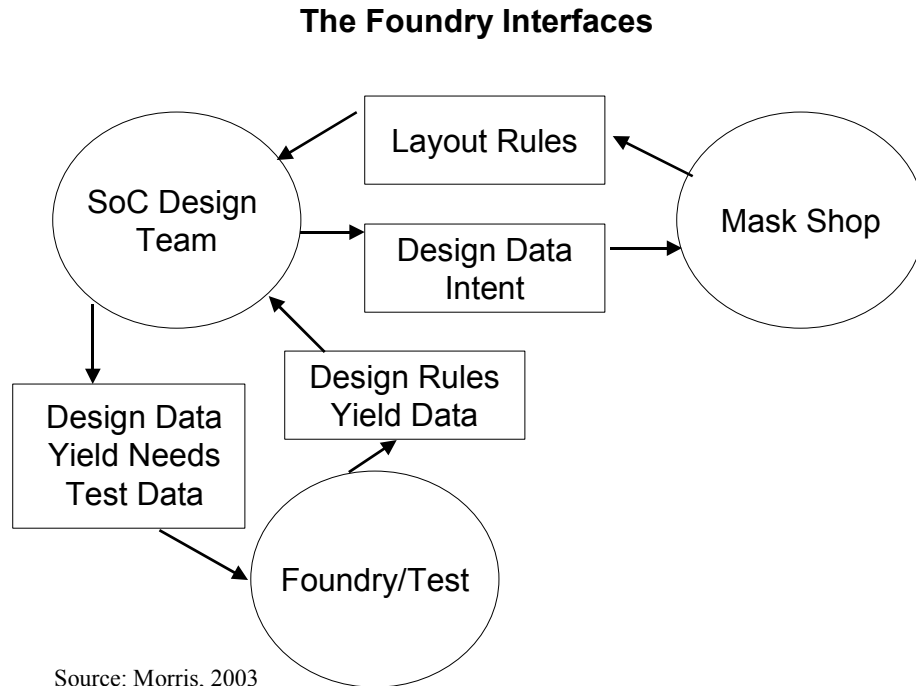 The Foundry Interfaces
Layout Rules
SoC Design
Team
Mask Shop
Design Data
Intent
Design Rules
Yield Data
Design Data
Yield Needs
Test Data
Foundry/Test
Source: Morris, 2003